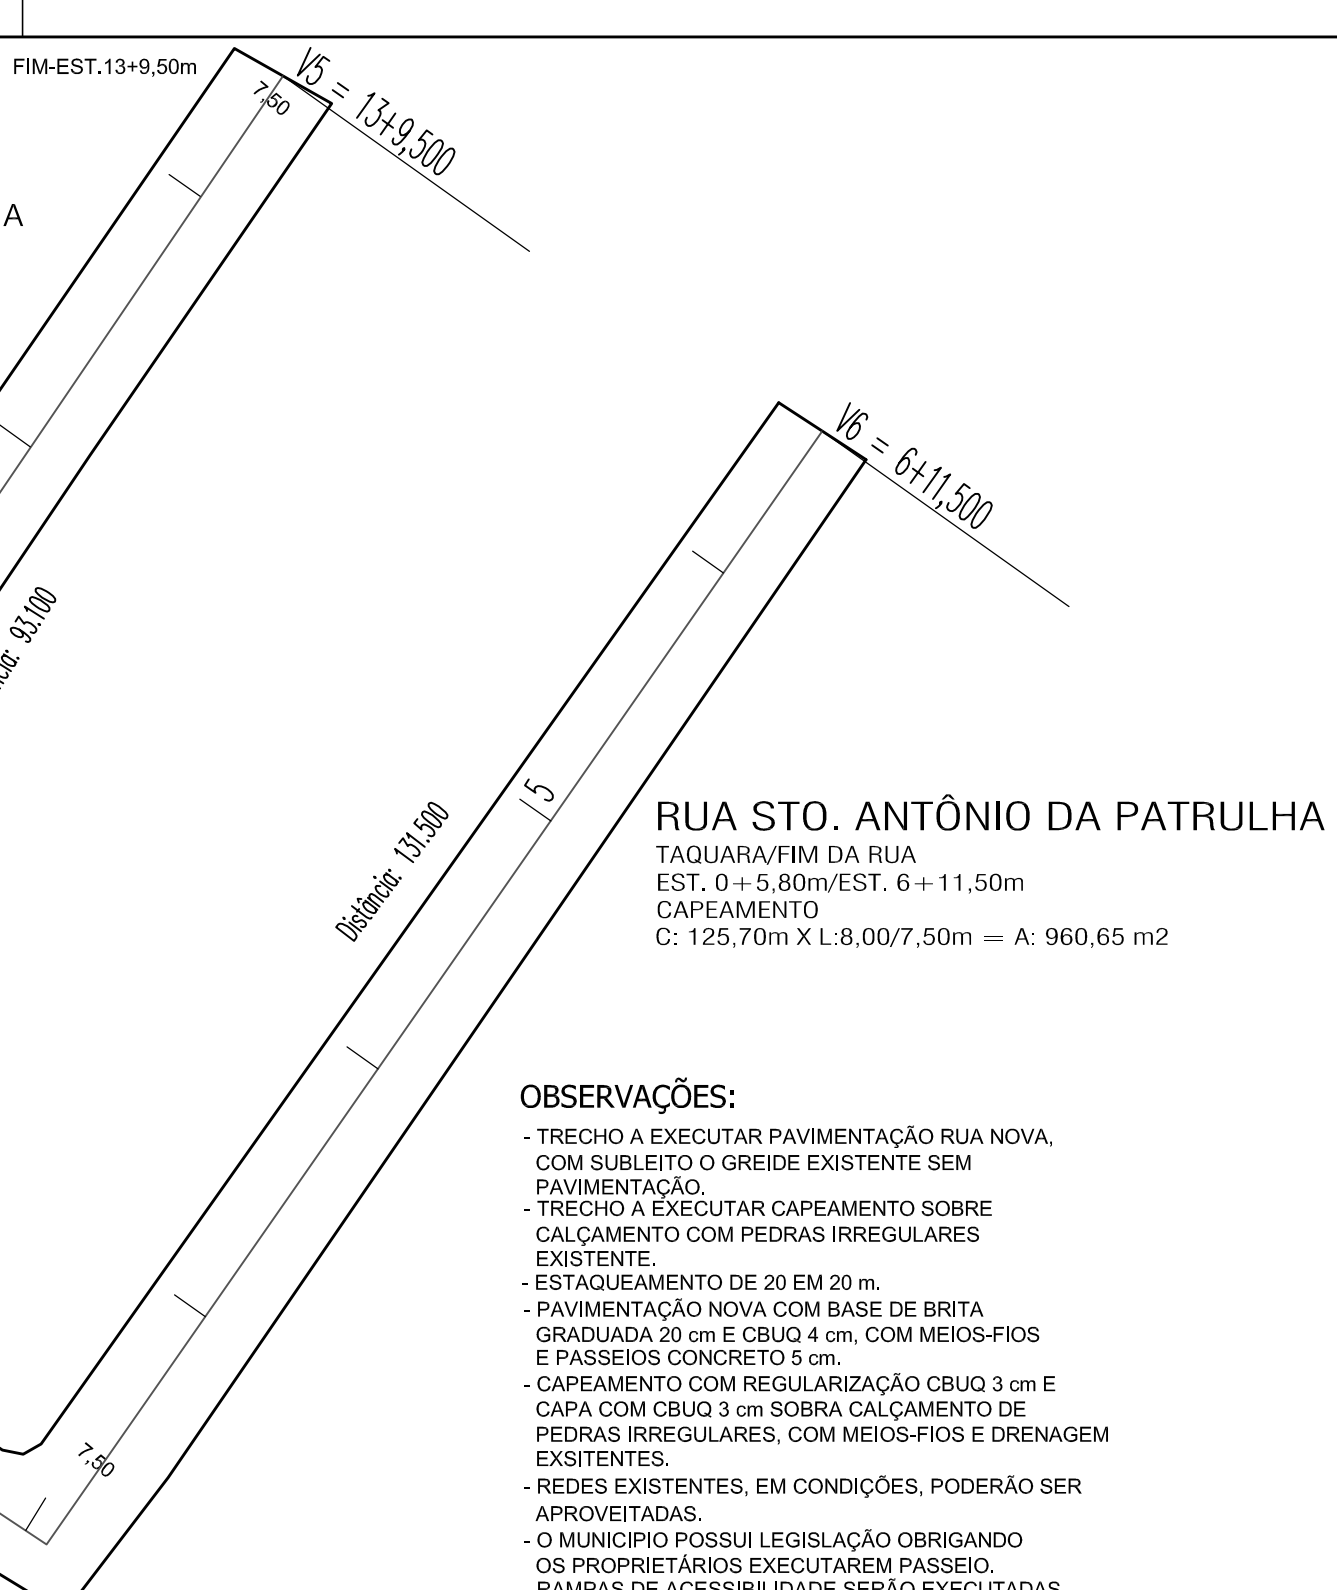 FIM-EST.13+9,50m
V5 = 13+9,500
7,50
A
V6 = 6+11,500
93.100
5
Distância: 131.500
RUA STO. ANTÔNIO DA PATRULHA
TAQUARA/FIM DA RUA
EST. 0+5,80m/EST. 6+11,50m
CAPEAMENTO
C: 125,70m X L:8,00/7,50m = A: 960,65 m2
OBSERVAÇÕES:
- TRECHO A EXECUTAR PAVIMENTAÇÃO RUA NOVA,
COM SUBLEITO O GREIDE EXISTENTE SEM
PAVIMENTAÇÃO.
- TRECHO A EXECUTAR CAPEAMENTO SOBRE
CALÇAMENTO COM PEDRAS IRREGULARES
EXISTENTE.
- ESTAQUEAMENTO DE 20 EM 20 m.
- PAVIMENTAÇÃO NOVA COM BASE DE BRITA
GRADUADA 20 cm E CBUQ 4 cm, COM MEIOS-FIOS
E PASSEIOS CONCRETO 5 cm.
- CAPEAMENTO COM REGULARIZAÇÃO CBUQ 3 cm E
CAPA COM CBUQ 3 cm SOBRA CALÇAMENTO DE
PEDRAS IRREGULARES, COM MEIOS-FIOS E DRENAGEM
EXSITENTES.
- REDES EXISTENTES, EM CONDIÇÕES, PODERÃO SER
APROVEITADAS.
- O MUNICIPIO POSSUI LEGISLAÇÃO OBRIGANDO
OS PROPRIETÁRIOS EXECUTAREM PASSEIO.
RAMPAS DE ACESSIBILIDADE SERÃO EXECUTADAS
7,50